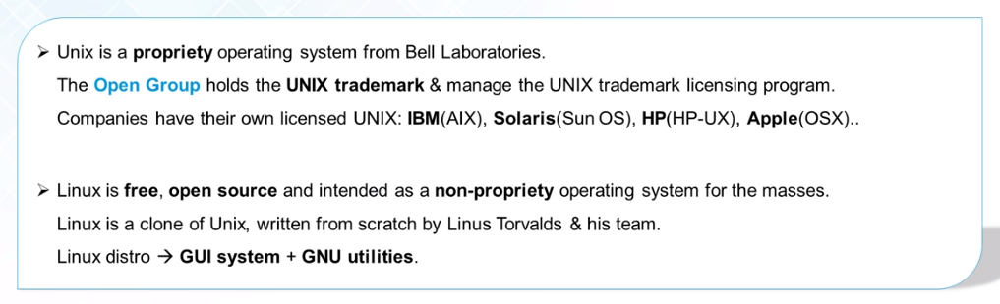 ➢ Unix is a propriety operating system from Bell Laboratories.
The Open Group holds the UNIX trademark & manage the UNIX trademark licensing program.
Companies have their own licensed UNIX: IBM(AIX), Solaris(Sun OS), HP(HP-UX), Apple(OSX)..
➢ Linux is free, open source and intended as a non-propriety operating system for the masses.
Linux is a clone of Unix, written from scratch by Linus Torvalds & his team.
Linux distro → GUI system + GNU utilities.